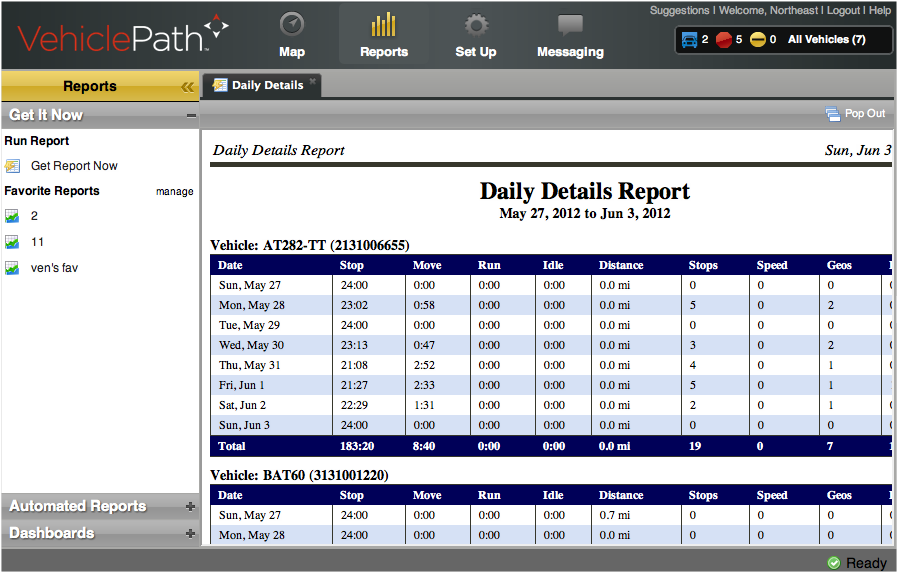 VehiclePath™
Map
Reports
Set Up
Messaging
Suggestions | Welcome, Northeast | Logout | Help
2 5 0 All Vehicles (7)
Reports
Daily Details
Get It Now
Pop Out
Run Report
Get Report Now
Favorite Reports manage
2
11
ven's fav
Automated Reports
Dashboards
Daily Details Report Sun, Jun 3
Daily Details Report
May 27, 2012 to Jun 3, 2012
Vehicle: AT282-TT (2131006655)
Date Stop Move Run Idle Distance Stops Speed Geos
Sun, May 27 24:00 0:00 0:00 0:00 0.0 mi 0 0 0
Mon, May 28 23:02 0:58 0:00 0:00 0.0 mi 5 0 2
Tue, May 29 24:00 0:00 0:00 0:00 0.0 mi 0 0 0
Wed, May 30 23:13 0:47 0:00 0:00 0.0 mi 3 0 2
Thu, May 31 21:08 2:52 0:00 0:00 0.0 mi 4 0 1
Fri, Jun 1 21:27 2:33 0:00 0:00 0.0 mi 5 0 1
Sat, Jun 2 22:29 1:31 0:00 0:00 0.0 mi 2 0 1
Sun, Jun 3 24:00 0:00 0:00 0:00 0.0 mi 0 0 0
Total 183:20 8:40 0:00 0:00 0.0 mi 19 0 7
Vehicle: BAT60 (3131001220)
Date Stop Move Run Idle Distance Stops Speed Geos
Sun, May 27 24:00 0:00 0:00 0:00 0.7 mi 0 0 0
Mon, May 28 24:00 0:00 0:00 0:00 0.0 mi 0 0 0
Ready